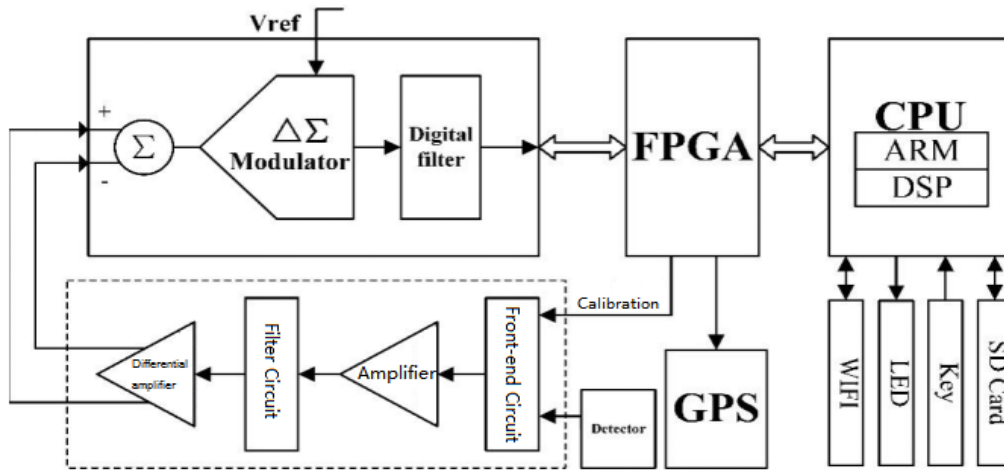 Vref
+
Σ
-
ΔΣ
Modulator
Digital
filter
FPGA
CPU
ARM
DSP
Calibration
Differential
amplifier
Filter Circuit
Amplifier
Front-end Circuit
Detector
GPS
WIFI
LED
Key
SD Card